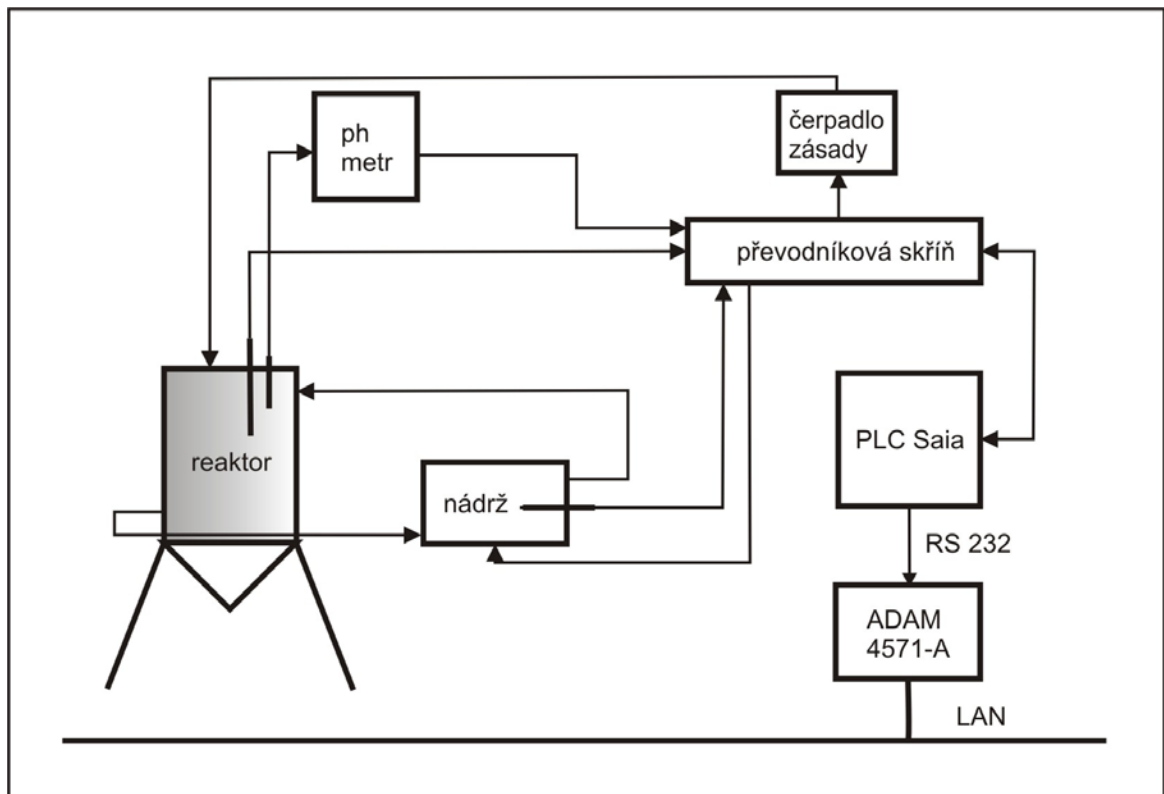 čerpadlo
zásady
ph
metr
převodníková skříň
PLC Saia
reaktor
nádrž
RS 232
ADAM
4571-A
LAN